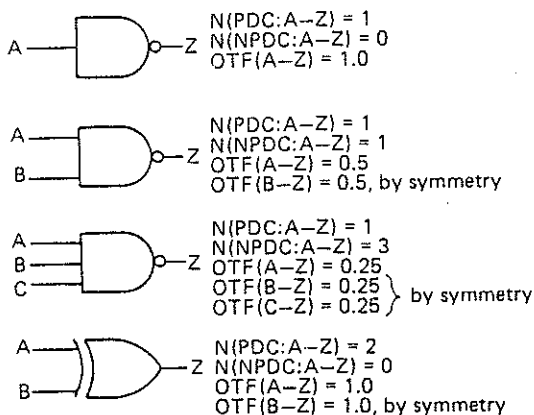 A Z N(PDC:A–Z) = 1
N(NPDC:A–Z) = 0
OTF(A–Z) = 1.0
A B Z N(PDC:A–Z) = 1
N(NPDC:A–Z) = 1
OTF(A–Z) = 0.5
OTF(B–Z) = 0.5, by symmetry
A B C Z N(PDC:A–Z) = 1
N(NPDC:A–Z) = 3
OTF(A–Z) = 0.25
OTF(B–Z) = 0.25
OTF(C–Z) = 0.25 by symmetry
A B Z N(PDC:A–Z) = 2
N(NPDC:A–Z) = 0
OTF(A–Z) = 1.0
OTF(B–Z) = 1.0, by symmetry